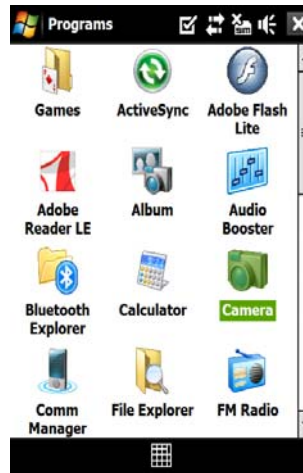 Programs
Games ActiveSync Adobe Flash
Lite
Adobe Album Audio
Reader LE Booster
Bluetooth Calculator Camera
Explorer
Comm File Explorer FM Radio
Manager